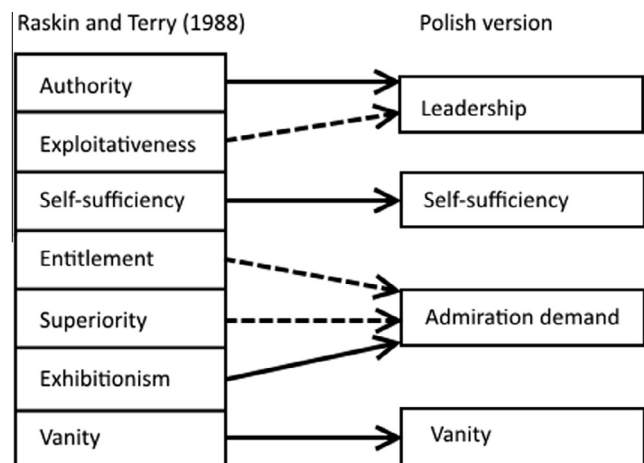 Raskin and Terry (1988)
Polish version
Authority
Leadership
Exploitativeness
Self-sufficiency
Self-sufficiency
Entitlement
Superiority
Admiration demand
Exhibitionism
Vanity
Vanity